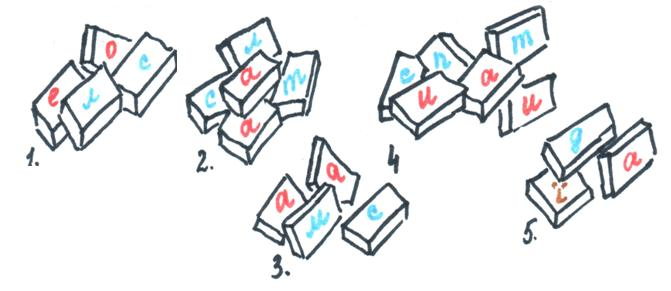 о с е л
1.
л а т с а
2.
т с п а и и
4
д ї а
5.
а а м с
3.